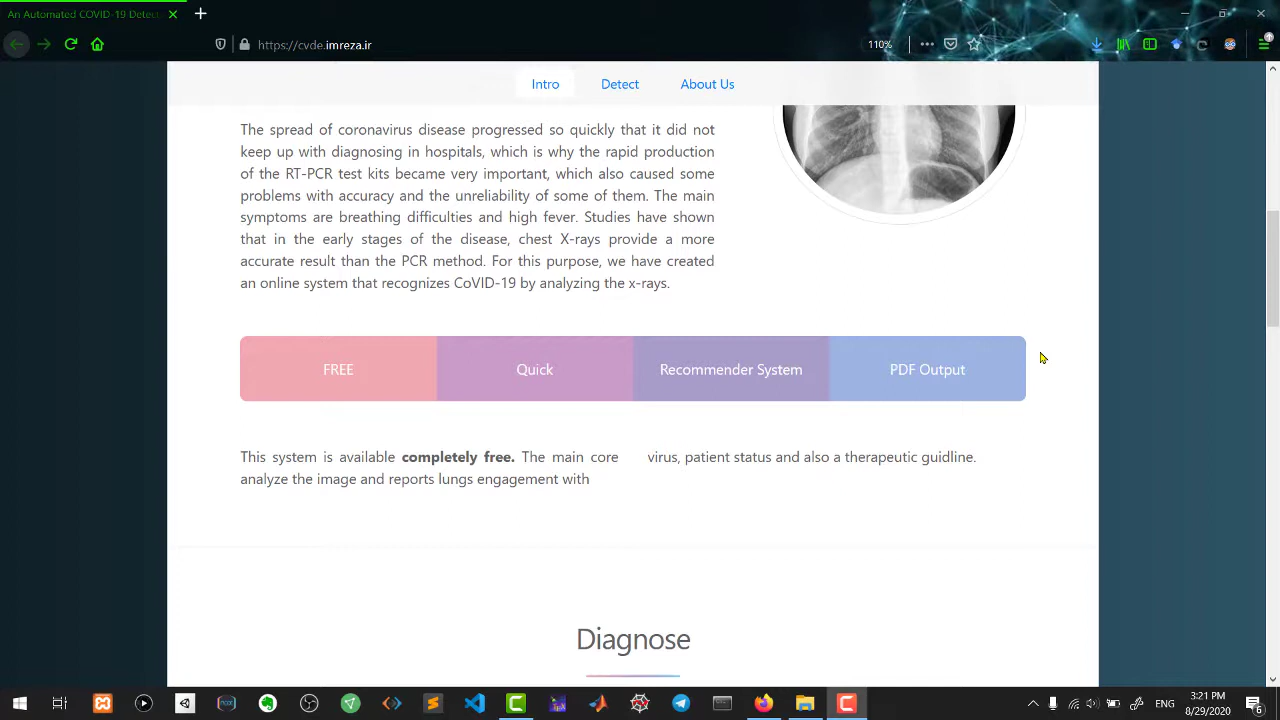 An Automated COVID-19 Detect
https://cvde.imreza.ir
110%
Intro
Detect
About Us
The spread of coronavirus disease progressed so quickly that it did not
keep up with diagnosing in hospitals, which is why the rapid production
of the RT-PCR test kits became very important, which also caused some
problems with accuracy and the unreliability of some of them. The main
symptoms are breathing difficulties and high fever. Studies have shown
that in the early stages of the disease, chest X-rays provide a more
accurate result than the PCR method. For this purpose, we have created
an online system that recognizes CoVID-19 by analyzing the x-rays.
FREE
Quick
Recommender System
PDF Output
This system is available completely free. The main core
analyze the image and reports lungs engagement with
virus, patient status and also a therapeutic guidline.
Diagnose
ENG
3:21 PM
8/29/2020